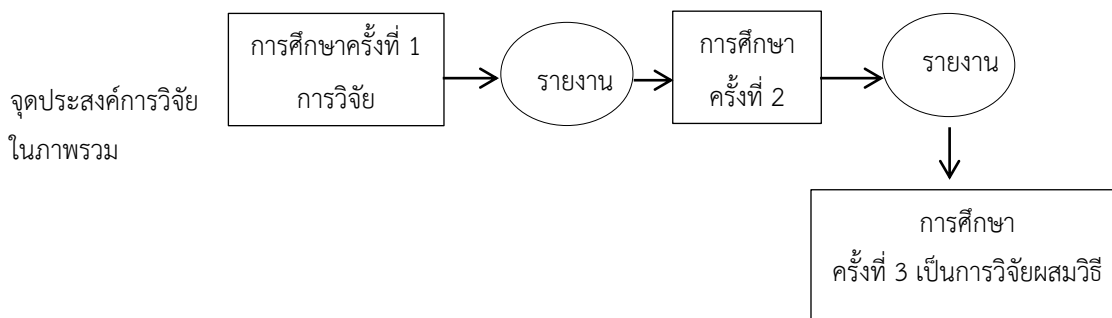 จุดประสงค์การวิจัย
ในภาพรวม
การศึกษาครั้งที่ 1
การวิจัย
รายงาน
การศึกษา
ครั้งที่ 2
รายงาน
การศึกษา
ครั้งที่ 3 เป็นการวิจัยผสมวิธี